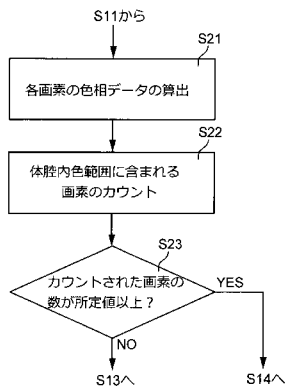 S11から
S21
各画素の色相データの算出
S22
体腔内色範囲に含まれる
画素のカウント
S23
カウントされた画素の
数が所定値以上?
YES
NO
S13へ
S14へ